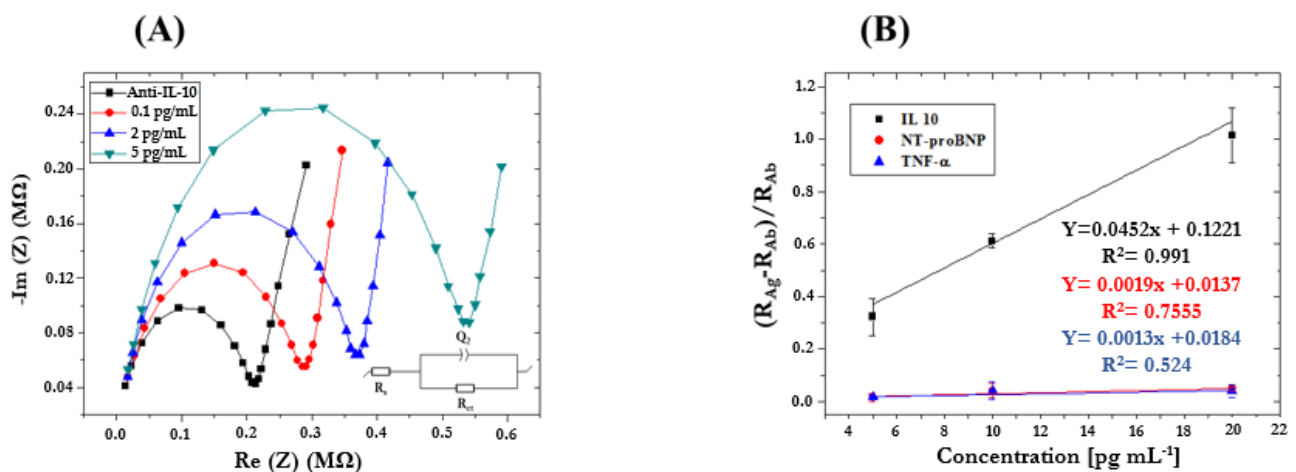 (A)
-Im (Z) (MΩ)
0.24
0.20
0.16
0.12
0.08
0.04
Anti-IL-10
0.1 pg/mL
2 pg/mL
5 pg/mL
Q2
Rs
Rct
0.0 0.1 0.2 0.3 0.4 0.5 0.6
Re (Z) (MΩ)
(B)
(RAg-RAb)/RAb
1.2
1.0
0.8
0.6
0.4
0.2
0.0
IL 10
NT-proBNP
TNF-α
Y=0.0452x + 0.1221
R²= 0.991
Y= 0.0019x +0.0137
R²= 0.7555
Y= 0.0013x +0.0184
R²= 0.524
4 6 8 10 12 14 16 18 20 22
Concentration [pg mL⁻¹]